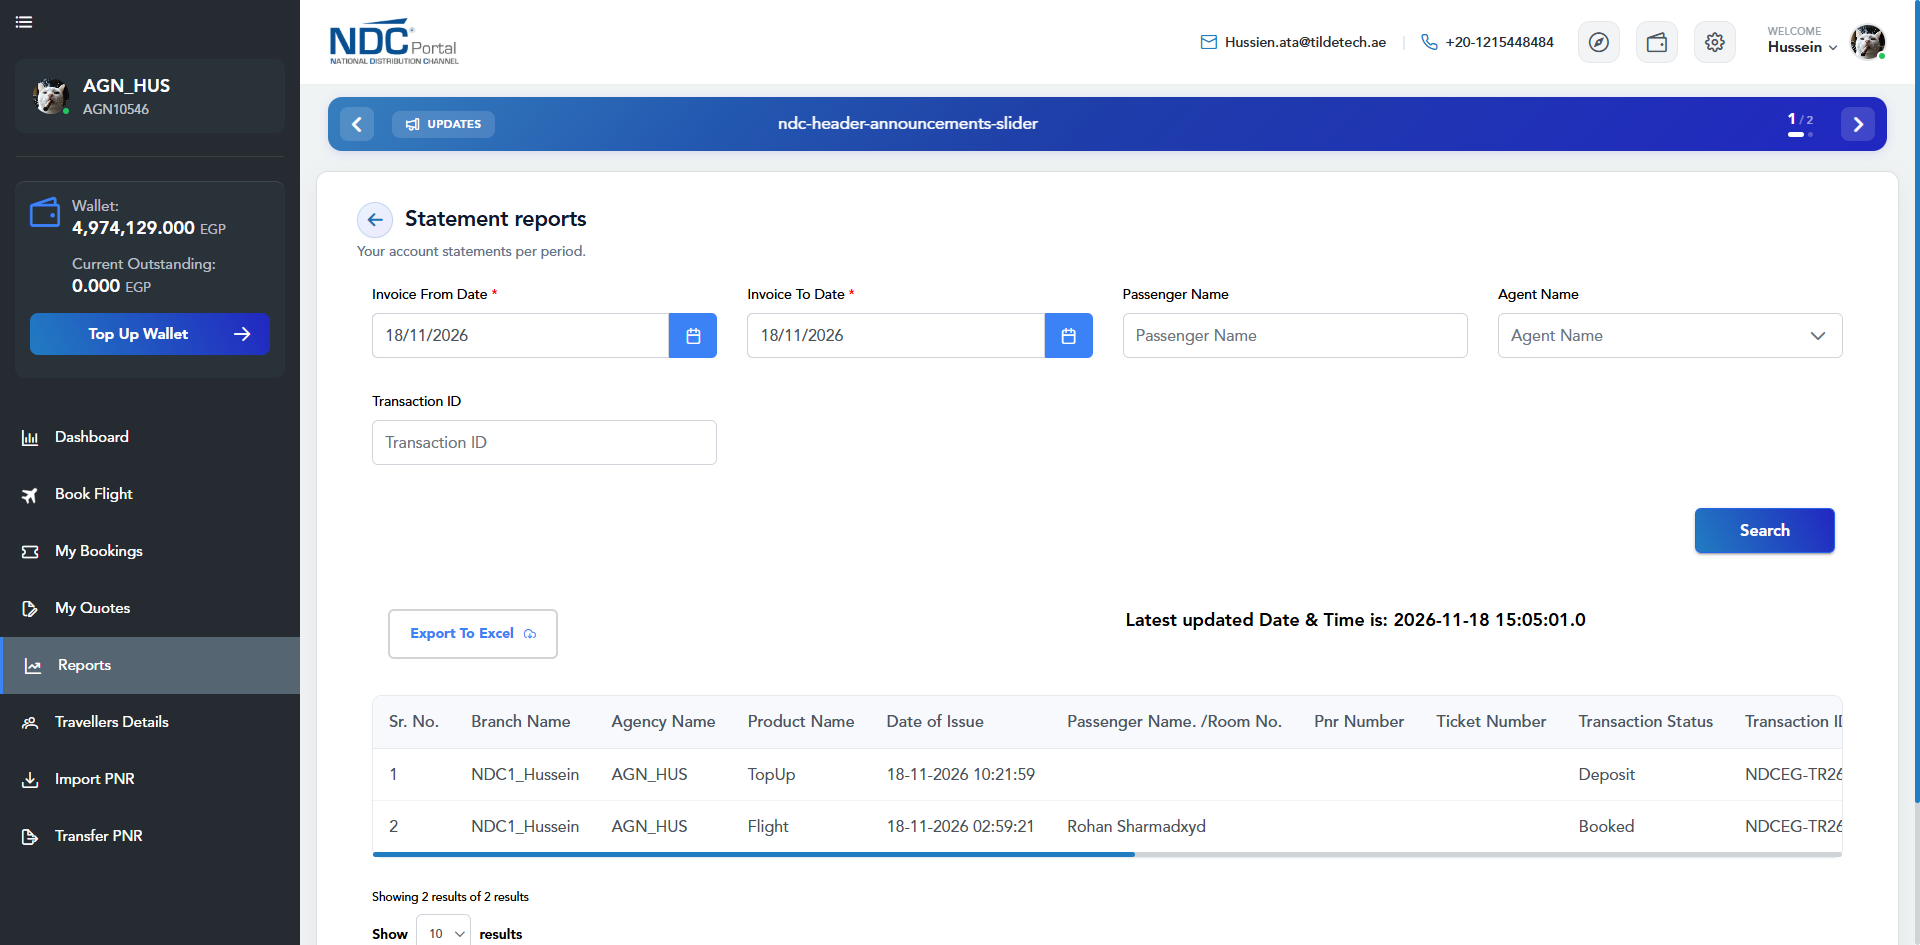 AGN_HUS
AGN10546
Wallet:
4,974,129.000 EGP
Current Outstanding:
0.000 EGP
Top Up Wallet
Dashboard
Book Flight
My Bookings
My Quotes
Reports
Travellers Details
Import PNR
Transfer PNR
NDC Portal
NATIONAL DISTRIBUTION CHANNEL
Hussien.ata@tildetech.ae
+20-1215448484
WELCOME
Hussein
UPDATES
ndc-header-announcements-slider
1 / 2
Statement reports
Your account statements per period.
Invoice From Date *
Invoice To Date *
Passenger Name
Agent Name
18/11/2026
18/11/2026
Passenger Name
Agent Name
Transaction ID
Transaction ID
Search
Export To Excel
Latest updated Date & Time is: 2026-11-18 15:05:01.0
Sr. No. Branch Name Agency Name Product Name Date of Issue Passenger Name. /Room No. Pnr Number Ticket Number Transaction Status Transaction ID
1 NDC1_Hussein AGN_HUS TopUp 18-11-2026 10:21:59 Deposit NDCEG-TR26
2 NDC1_Hussein AGN_HUS Flight 18-11-2026 02:59:21 Rohan Sharmadxyd Booked NDCEG-TR26
Showing 2 results of 2 results
Show 10 results